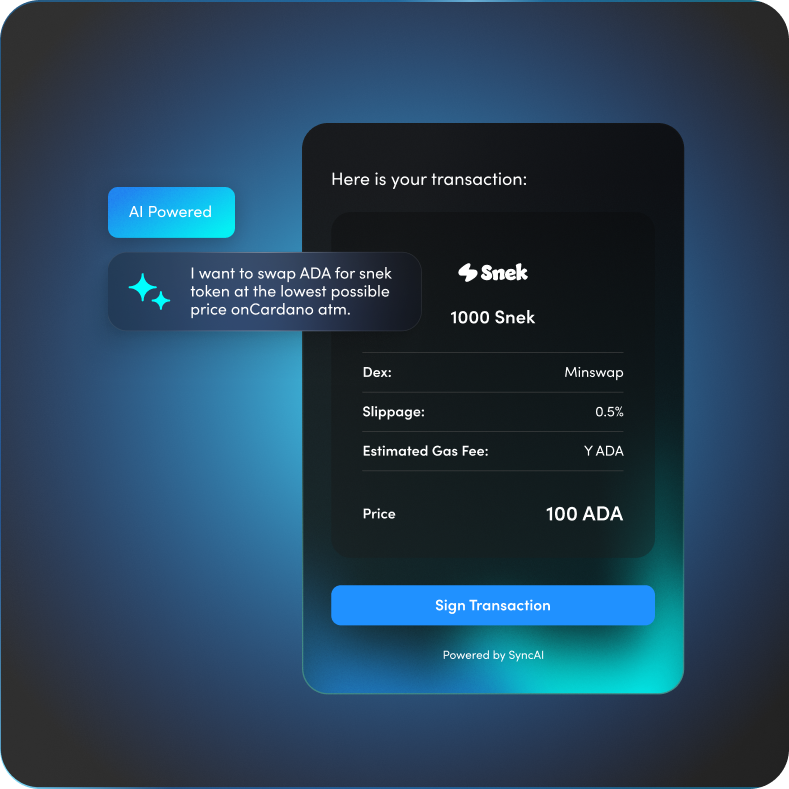 Here is your transaction:
AI Powered
I want to swap ADA for snek
token at the lowest possible
price onCardano atm.
Snek
1000 Snek
Dex: Minswap
Slippage: 0.5%
Estimated Gas Fee: Y ADA
Price 100 ADA
Sign Transaction
Powered by SyncAI